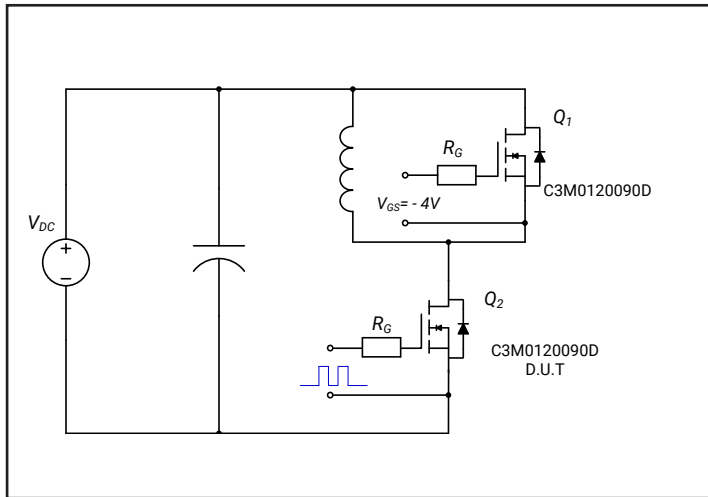 Q1
RG
C3M0120090D
VGS= - 4V
VDC
+
−
Q2
RG
C3M0120090D
D.U.T